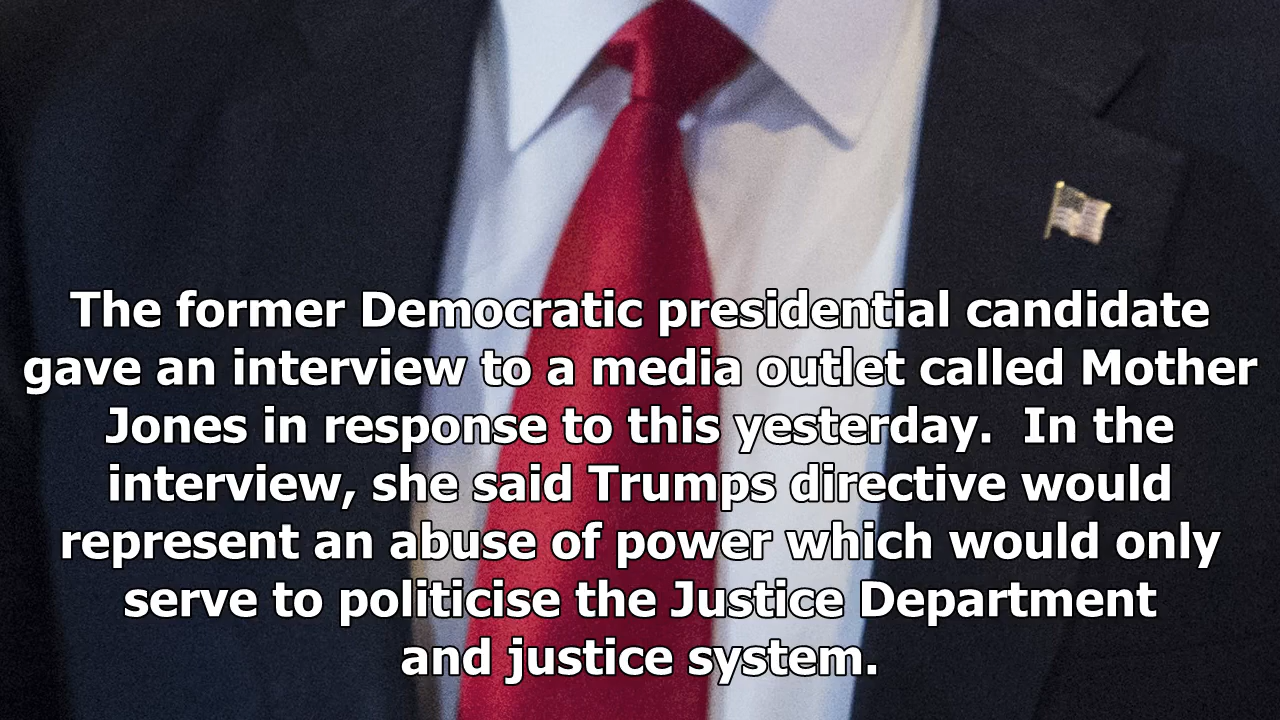 The former Democratic presidential candidate
gave an interview to a media outlet called Mother
Jones in response to this yesterday.  In the
interview, she said Trumps directive would
represent an abuse of power which would only
serve to politicise the Justice Department
and justice system.